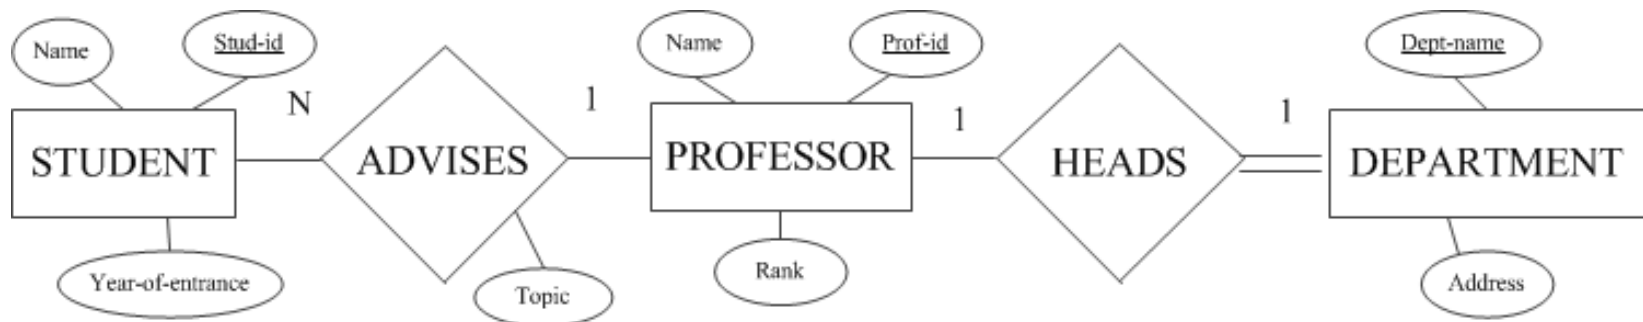 Name
Stud-id
Name
Prof-id
Dept-name
N
1
1
1
STUDENT
ADVISES
PROFESSOR
HEADS
DEPARTMENT
Year-of-entrance
Topic
Rank
Address